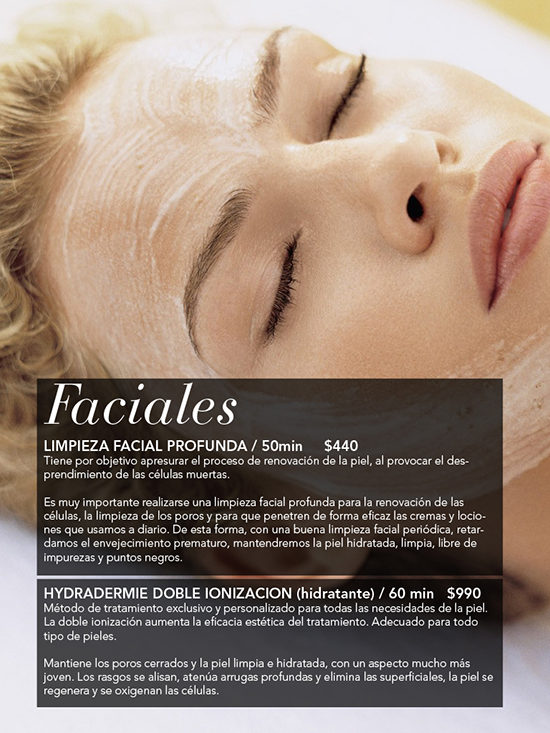 Faciales
LIMPIEZA FACIAL PROFUNDA / 50min $440
Tiene por objetivo apresurar el proceso de renovación de la piel, al provocar el des-
prendimiento de las células muertas.
Es muy importante realizarse una limpieza facial profunda para la renovación de las
células, la limpieza de los poros y para que penetren de forma eficaz las cremas y locio-
nes que usamos a diario. De esta forma, con una buena limpieza facial periódica, retar-
damos el envejecimiento prematuro, mantendremos la piel hidratada, limpia, libre de
impurezas y puntos negros.
HYDRADERMIE DOBLE IONIZACION (hidratante) / 60 min $990
Método de tratamiento exclusivo y personalizado para todas las necesidades de la piel.
La doble ionización aumenta la eficacia estética del tratamiento. Adecuado para todo
tipo de pieles.
Mantiene los poros cerrados y la piel limpia e hidratada, con un aspecto mucho más
joven. Los rasgos se alisan, atenúa arrugas profundas y elimina las superficiales, la piel se
regenera y se oxigenan las células.